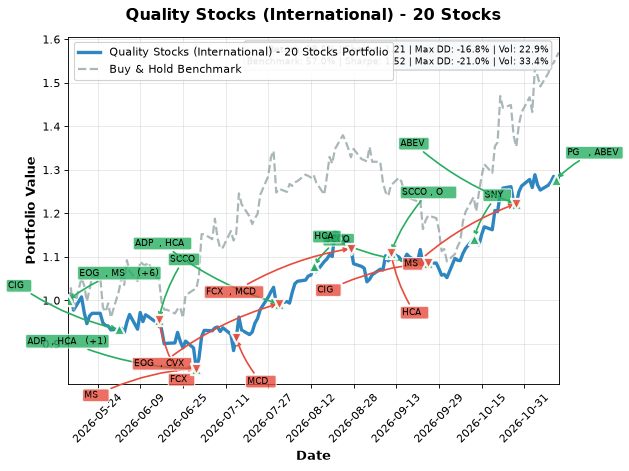 Quality Stocks (International) - 20 Stocks
Quality Stocks (International) - 20 Stocks Portfolio
Buy & Hold Benchmark
21 | Max DD: -16.8% | Vol: 22.9%
Benchmark: 57.0% | Sharpe: 1.52 | Max DD: -21.0% | Vol: 33.4%
Portfolio Value
1.6
1.5
1.4
1.3
1.2
1.1
1.0
ABEV
PG , ABEV
SCCO , O
SNY
HCA
ADP , HCA
SCCO
EOG , MS (+6)
CIG
MS
FCX , MCD
CIG
HCA
ADP , HCA (+1)
EOG , CVX
FCX
MCD
MS
2026-05-24
2026-06-09
2026-06-25
2026-07-11
2026-07-27
2026-08-12
2026-08-28
2026-09-13
2026-09-29
2026-10-15
2026-10-31
Date